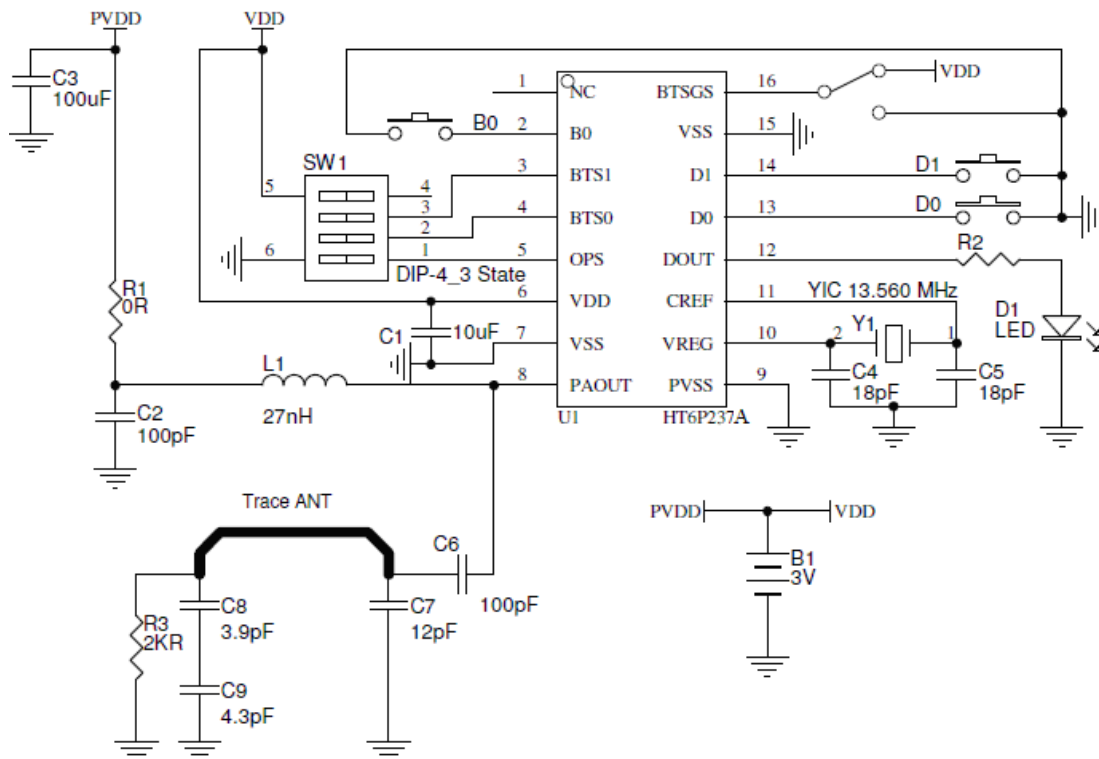 PVDD
VDD
C3
100uF
1
NC
BTSGS
16
VDD
B0
2
B0
VSS
15
SW1
3
BTS1
D1
14
D1
5
4
3
4
BTS0
D0
13
D0
2
6
1
5
OPS
DOUT
12
R2
DIP-4_3 State
R1
0R
6
VDD
CREF
11
YIC 13.560 MHz
D1
LED
C1
10uF
7
VSS
VREG
10
2
Y1
1
L1
27nH
8
PAOUT
PVSS
9
C4
18pF
C5
18pF
C2
100pF
U1
HT6P237A
Trace ANT
PVDD
VDD
C6
100pF
B1
3V
R3
2KR
C8
3.9pF
C7
12pF
C9
4.3pF